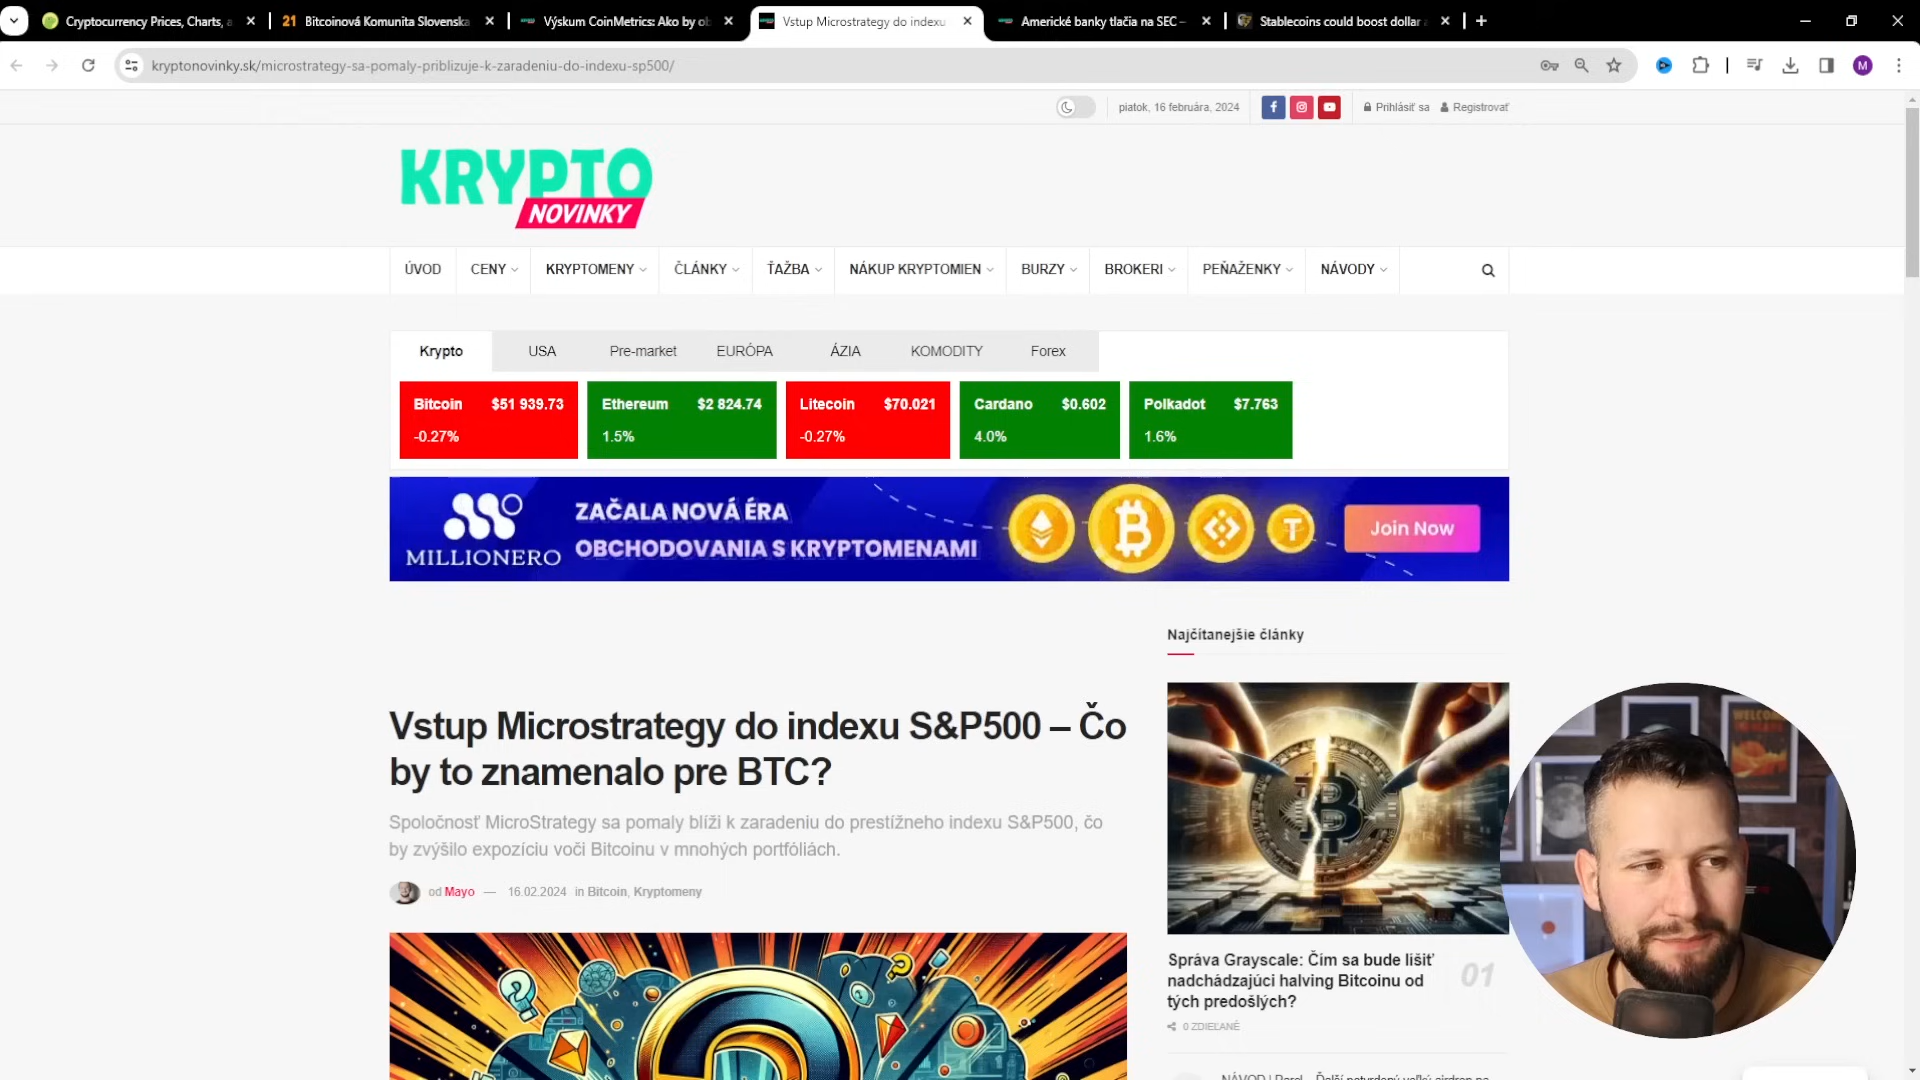 Cryptocurrency Prices, Charts, a
Bitcoinová Komunita Slovenska
Výskum CoinMetrics: Ako by ob
Vstup Microstrategy do indexu
Americké banky tlačia na SEC –
Stablecoins could boost dollar
kryptonovinky.sk/microstrategy-sa-pomaly-priblizuje-k-zaradeniu-do-indexu-sp500/
M
piatok, 16 februára, 2024
Prihlásiť sa
Registrovať
KRYPTO
NOVINKY
ÚVOD
CENY
KRYPTOMENY
ČLÁNKY
ŤAŽBA
NÁKUP KRYPTOMIEN
BURZY
BROKERI
PEŇAŽENKY
NÁVODY
Krypto
USA
Pre-market
EURÓPA
ÁZIA
KOMODITY
Forex
Bitcoin $51 939.73
-0.27%
Ethereum $2 824.74
1.5%
Litecoin $70.021
-0.27%
Cardano $0.602
4.0%
Polkadot $7.763
1.6%
MILLIONERO
ZAČALA NOVÁ ÉRA
OBCHODOVANIA S KRYPTOMENAMI
Join Now
Vstup Microstrategy do indexu S&P500 – Čo
by to znamenalo pre BTC?
Spoločnosť MicroStrategy sa pomaly blíži k zaradeniu do prestížneho indexu S&P500, čo
by zvýšilo expozíciu voči Bitcoinu v mnohých portfóliách.
od Mayo — 16.02.2024 in Bitcoin, Kryptomeny
Najčítanejšie články
Správa Grayscale: Čím sa bude líšiť
nadchádzajúci halving Bitcoinu od
tých predošlých?
01
0 ZDIEĽANÉ